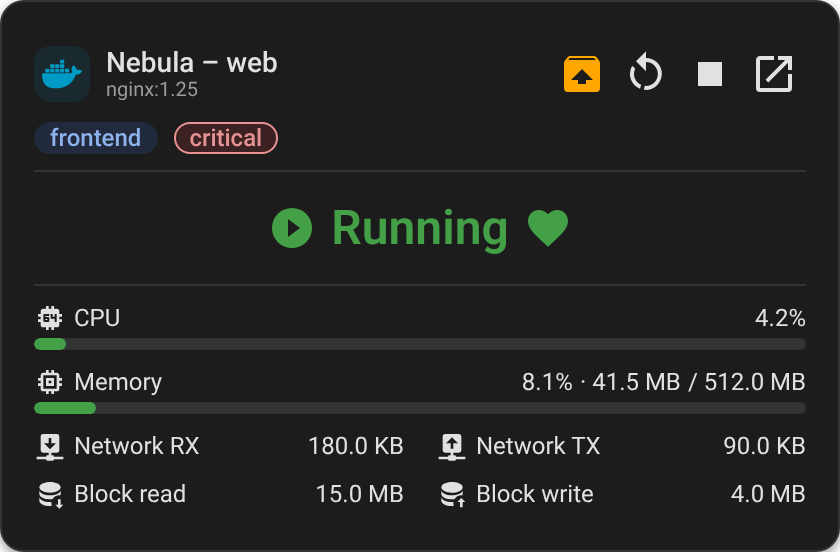 Nebula – web
nginx:1.25
frontend critical
Running
64 CPU 4.2%
Memory 8.1% · 41.5 MB / 512.0 MB
Network RX 180.0 KB Network TX 90.0 KB
Block read 15.0 MB Block write 4.0 MB